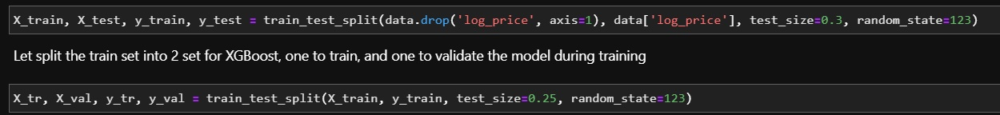 X_train, X_test, y_train, y_test = train_test_split(data.drop('log_price', axis=1), data['log_price'], test_size=0.3, random_state=123)
Let split the train set into 2 set for XGBoost, one to train, and one to validate the model during training
X_tr, X_val, y_tr, y_val = train_test_split(X_train, y_train, test_size=0.25, random_state=123)